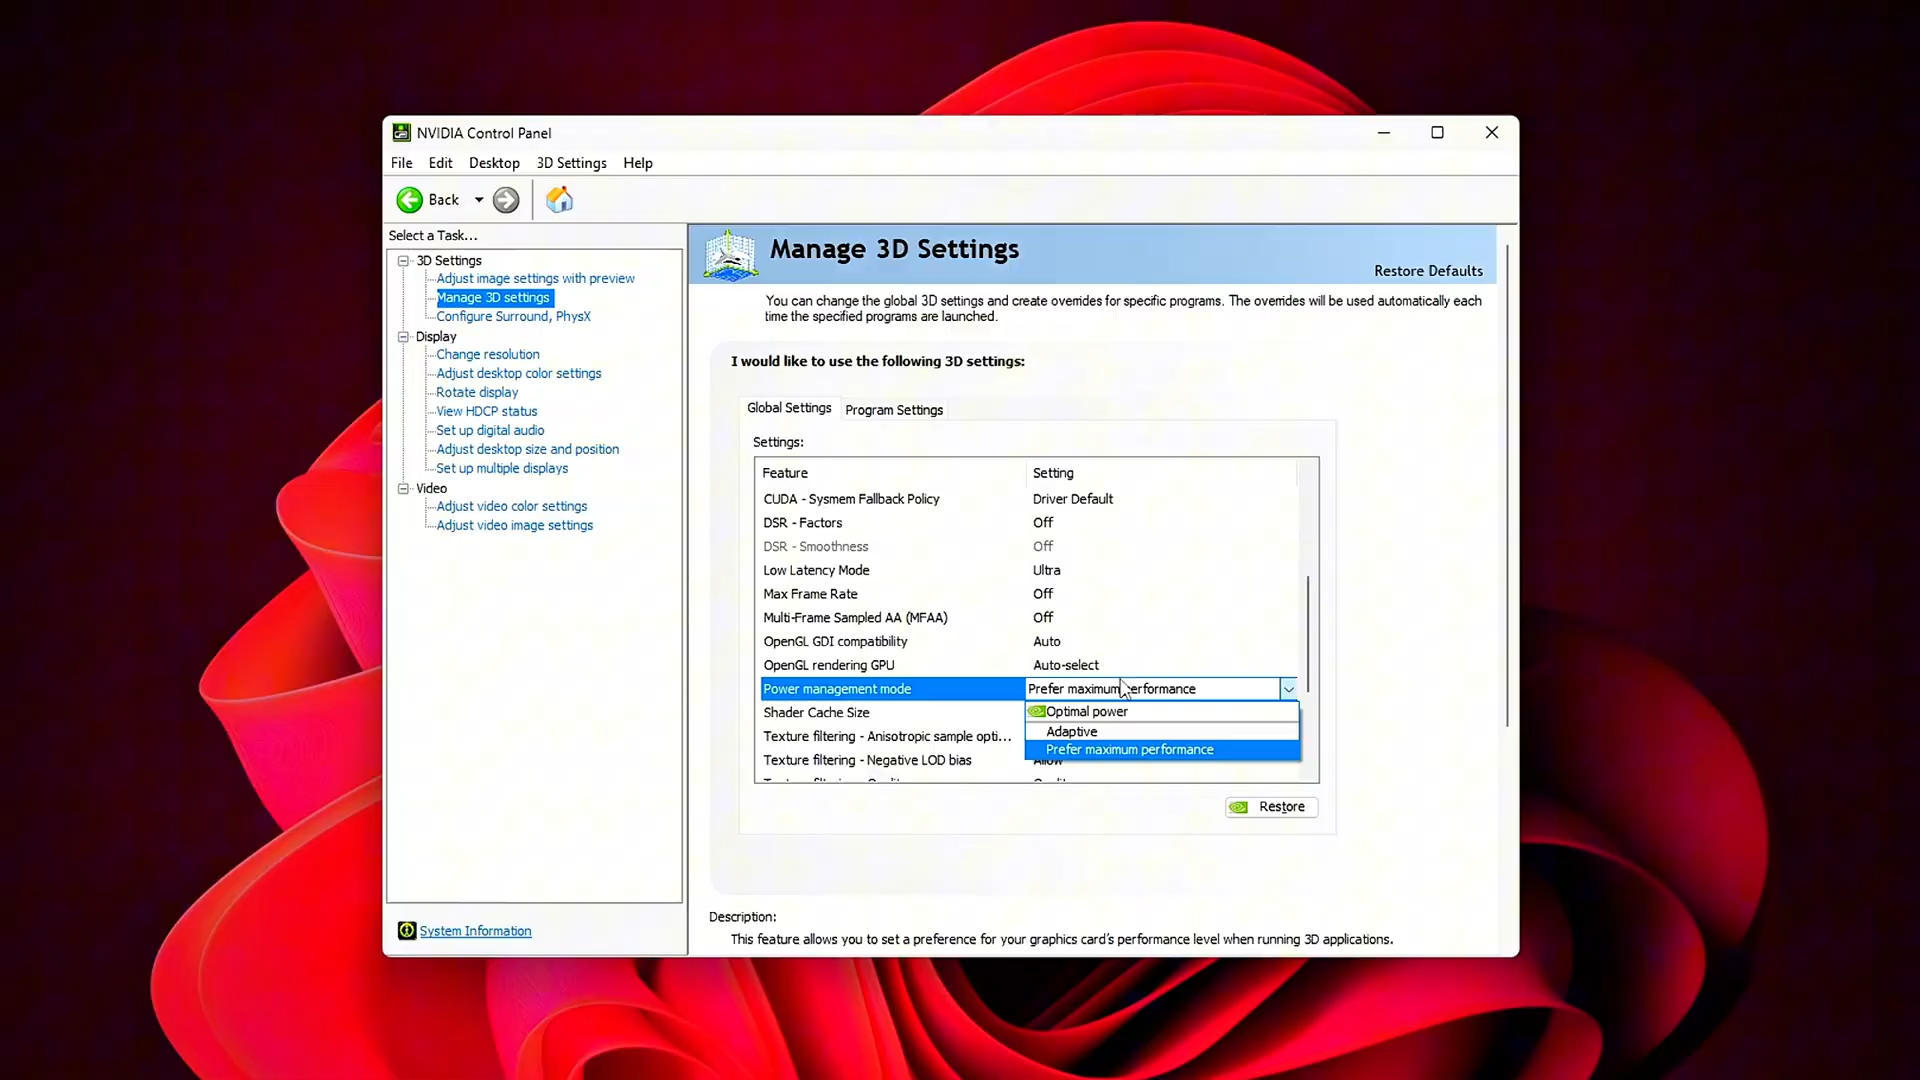 NVIDIA Control Panel
File Edit Desktop 3D Settings Help
Back
Select a Task...
3D Settings
Adjust image settings with preview
Manage 3D settings
Configure Surround, PhysX
Display
Change resolution
Adjust desktop color settings
Rotate display
View HDCP status
Set up digital audio
Adjust desktop size and position
Set up multiple displays
Video
Adjust video color settings
Adjust video image settings
System Information
Manage 3D Settings
Restore Defaults
You can change the global 3D settings and create overrides for specific programs. The overrides will be used automatically each
time the specified programs are launched.
I would like to use the following 3D settings:
Global Settings Program Settings
Settings:
Feature Setting
CUDA - Sysmem Fallback Policy Driver Default
DSR - Factors Off
DSR - Smoothness Off
Low Latency Mode Ultra
Max Frame Rate Off
Multi-Frame Sampled AA (MFAA) Off
OpenGL GDI compatibility Auto
OpenGL rendering GPU Auto-select
Power management mode Prefer maximum performance
Optimal power
Adaptive
Prefer maximum performance
Shader Cache Size
Texture filtering - Anisotropic sample opti...
Texture filtering - Negative LOD bias Allow
Restore
Description:
This feature allows you to set a preference for your graphics card's performance level when running 3D applications.